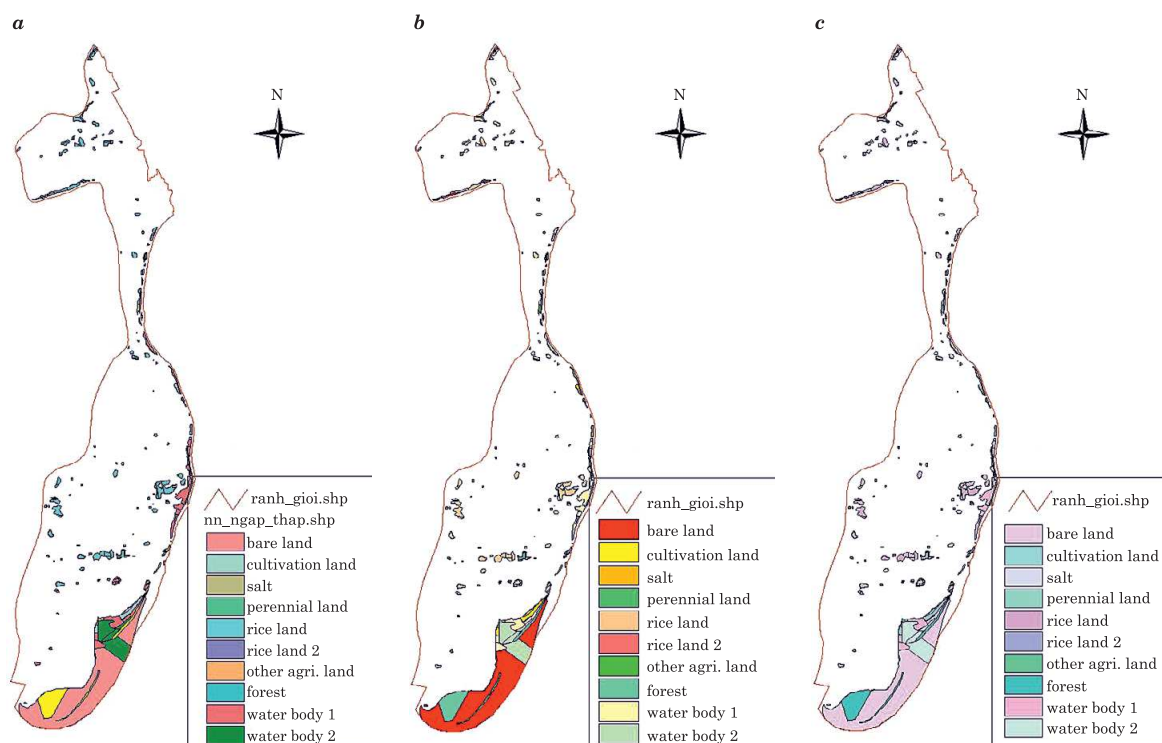 a
b
c
N
N
N
ranh_gioi.shp
nn_ngap_thap.shp
bare land
cultivation land
salt
perennial land
rice land
rice land 2
other agri. land
forest
water body 1
water body 2
ranh_gioi.shp
bare land
cultivation land
salt
perennial land
rice land
rice land 2
other agri. land
forest
water body 1
water body 2
ranh_gioi.shp
bare land
cultivation land
salt
perennial land
rice land
rice land 2
other agri. land
forest
water body 1
water body 2